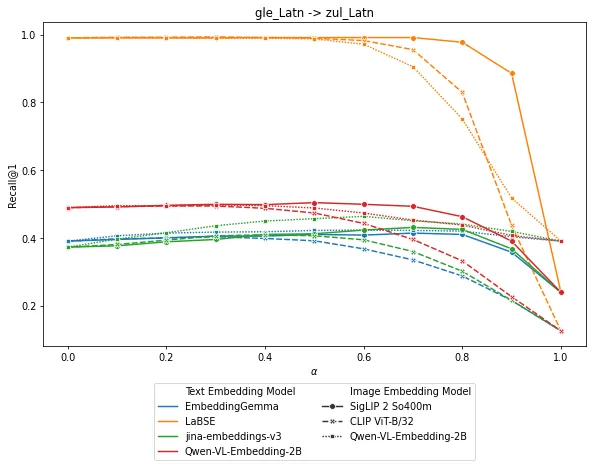 gle_Latn -> zul_Latn
1.0
0.8
0.6
0.4
0.2
Recall@1
0.0 0.2 0.4 0.6 0.8 1.0
α
Text Embedding Model Image Embedding Model
EmbeddingGemma SigLIP 2 So400m
LaBSE CLIP ViT-B/32
jina-embeddings-v3 Qwen-VL-Embedding-2B
Qwen-VL-Embedding-2B